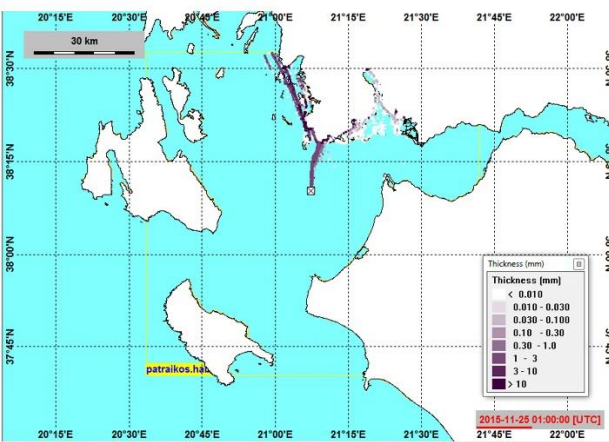 20°15'E 20°30'E 20°45'E 21°00'E 21°15'E 21°30'E 21°45'E 22°00'E
30 km
38°30'N
38°15'N
38°00'N
37°45'N
patraikos.hab
Thickness (mm)
Thickness (mm)
< 0.010
0.010 - 0.030
0.030 - 0.100
0.10 - 0.30
0.30 - 1.0
1 - 3
3 - 10
> 10
2015-11-25 01:00:00 [UTC]
20°15'E 20°30'E 20°45'E 21°00'E 21°15'E 21°30'E 21°45'E 22°00'E